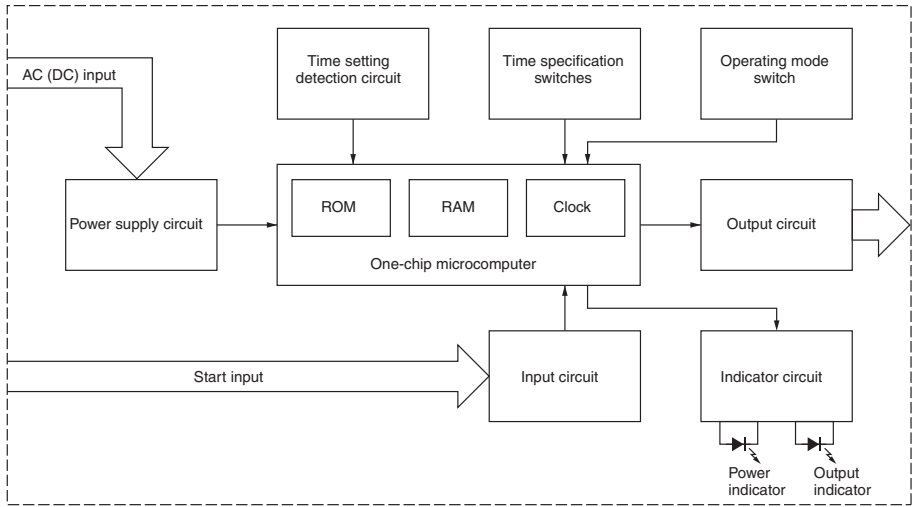 AC (DC) input
Time setting
detection circuit
Time specification
switches
Operating mode
switch
Power supply circuit
ROM
RAM
Clock
One-chip microcomputer
Output circuit
Start input
Input circuit
Indicator circuit
Power
indicator
Output
indicator